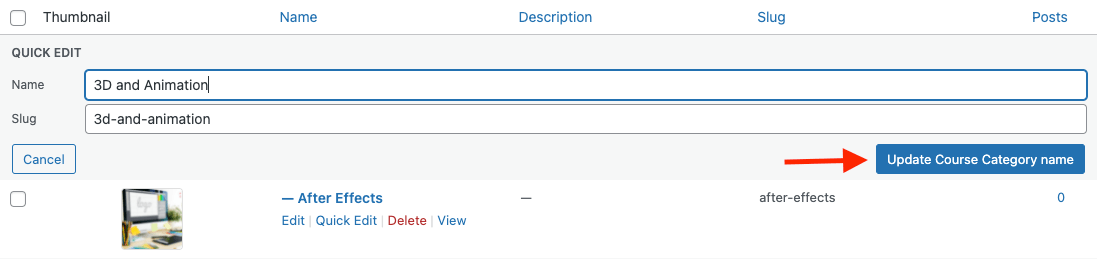 Thumbnail Name Description Slug Posts
QUICK EDIT
Name 3D and Animation
Slug 3d-and-animation
Cancel Update Course Category name
— After Effects — after-effects 0
Edit | Quick Edit | Delete | View